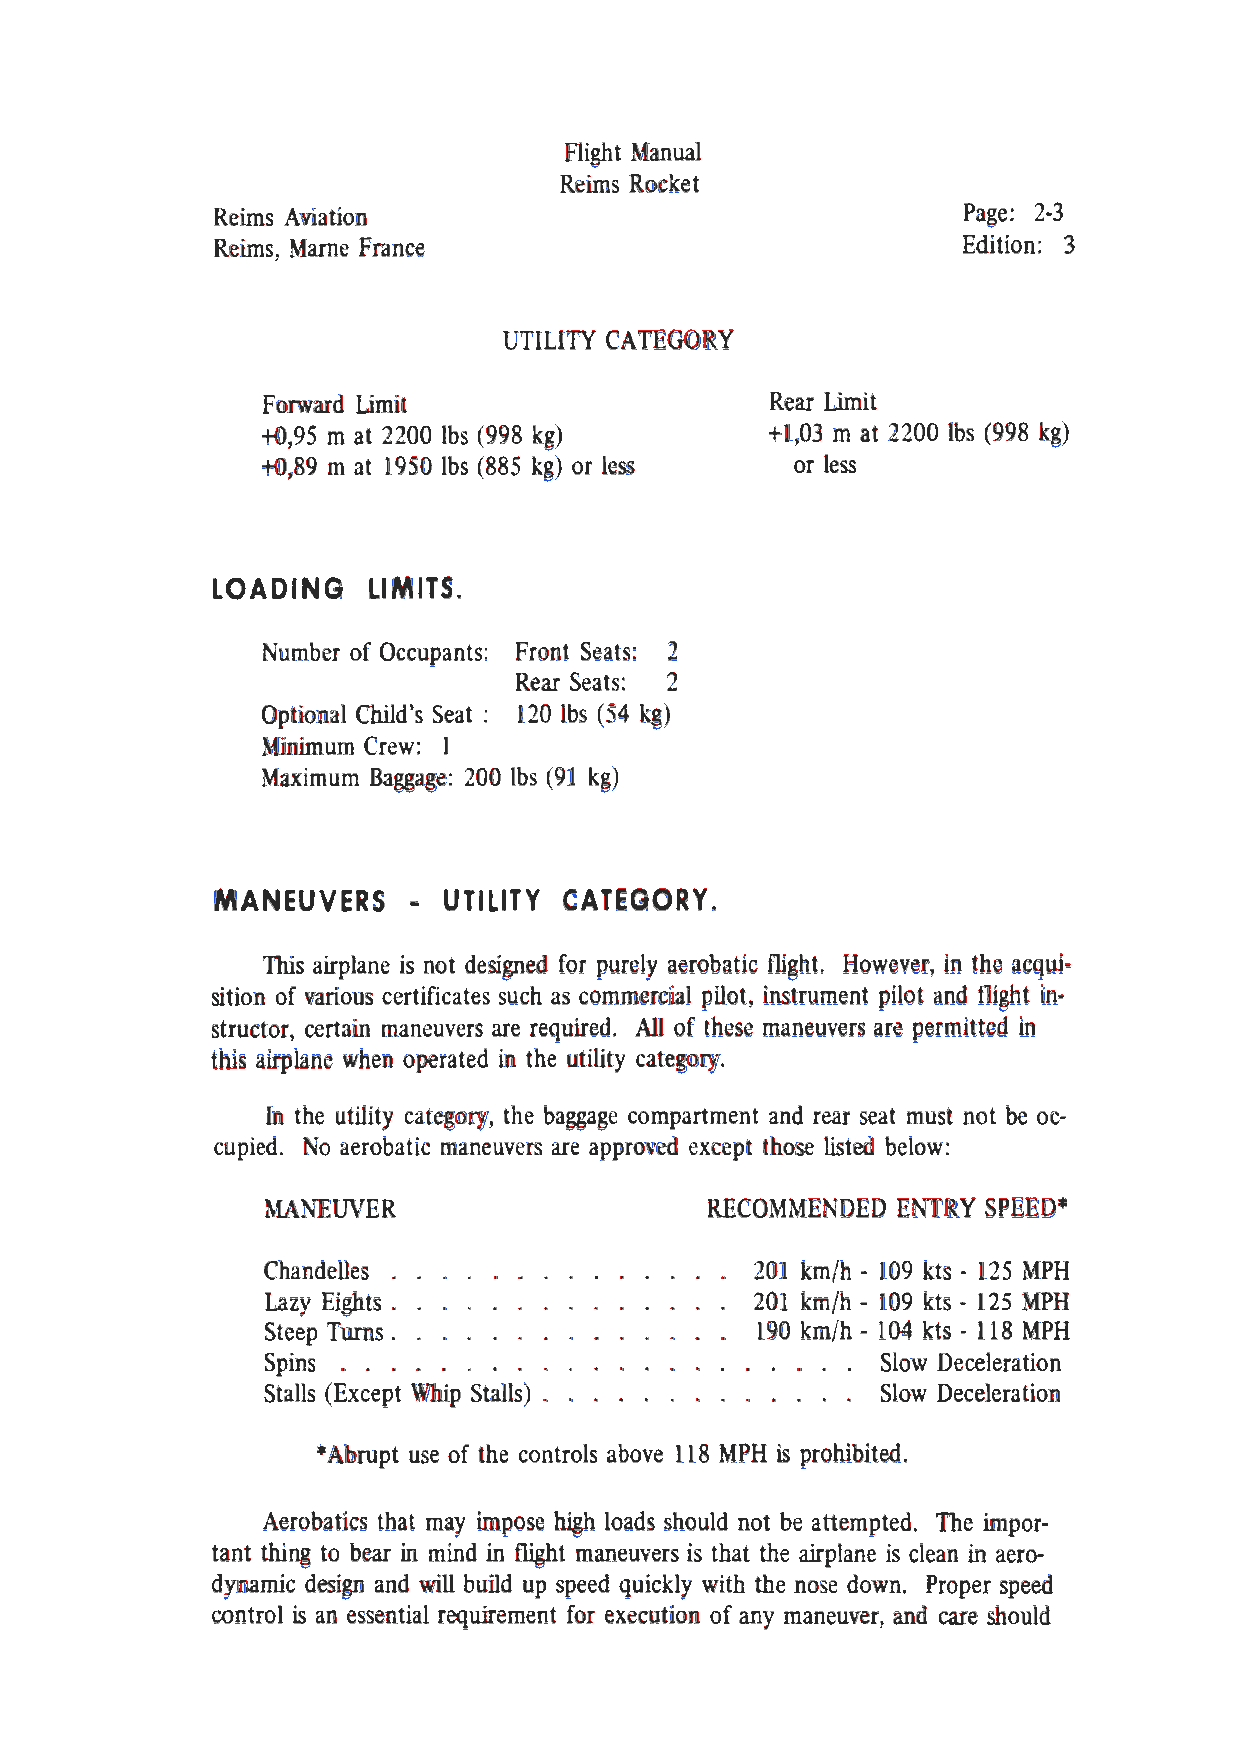 Flight Manual
Reims Rocket
Reims Aviation
Page: 2-3
Reims, Marne France
Edition: 3
UTILITY CATEGORY
Forward Limit
Rear Limit
+0,95 m at 2200 lbs (998 kg)
+1,03 m at 2200 lbs (998 kg)
+0,89 m at 1950 lbs (885 kg) or less
or less
LOADING LIMITS.
Number of Occupants: Front Seats: 2
Rear Seats: 2
Optional Child's Seat : 120 lbs (54 kg)
Minimum Crew: 1
Maximum Baggage: 200 lbs (91 kg)
MANEUVERS - UTILITY CATEGORY.
This airplane is not designed for purely aerobatic flight. However, in the acqui-
sition of various certificates such as commercial pilot, instrument pilot and flight in-
structor, certain maneuvers are required. All of these maneuvers are permitted in
this airplane when operated in the utility category.
In the utility category, the baggage compartment and rear seat must not be oc-
cupied. No aerobatic maneuvers are approved except those listed below:
MANEUVER RECOMMENDED ENTRY SPEED*
Chandelles . . . . . . . . . . . . . . 201 km/h - 109 kts - 125 MPH
Lazy Eights . . . . . . . . . . . . . . 201 km/h - 109 kts - 125 MPH
Steep Turns . . . . . . . . . . . . . . 190 km/h - 104 kts - 118 MPH
Spins . . . . . . . . . . . . . . . . . . . . . Slow Deceleration
Stalls (Except Whip Stalls) . . . . . . . . . . . . . Slow Deceleration
*Abrupt use of the controls above 118 MPH is prohibited.
Aerobatics that may impose high loads should not be attempted. The impor-
tant thing to bear in mind in flight maneuvers is that the airplane is clean in aero-
dynamic design and will build up speed quickly with the nose down. Proper speed
control is an essential requirement for execution of any maneuver, and care should